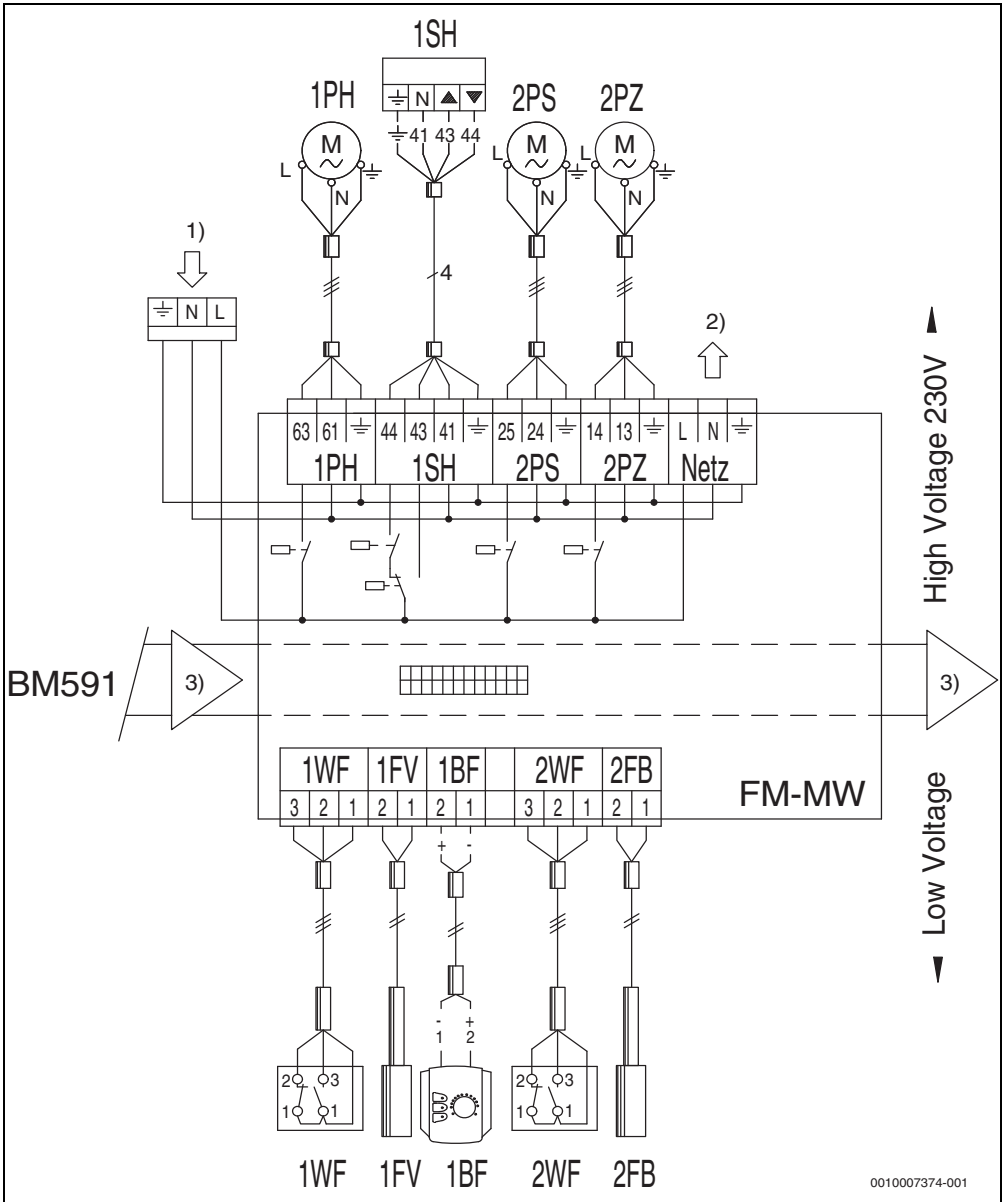 1SH
⏚ N ▲ ▼
⏚ 41 43 44
1PH 2PS 2PZ
M ~ M ~ M ~
L ⏚ L ⏚ L ⏚
N N N
1)
⏚ N L
4
2)
63 61 ⏚ 44 43 41 ⏚ 25 24 ⏚ 14 13 ⏚ L N ⏚
1PH 1SH 2PS 2PZ Netz
High Voltage 230V
BM591 3) 3)
1WF 1FV 1BF 2WF 2FB
3 2 1 2 1 2 1 3 2 1 2 1
FM-MW
+ -
Low Voltage
- +
1 2
2 3 2 3
1 1 1 1
1WF 1FV 1BF 2WF 2FB
0010007374-001